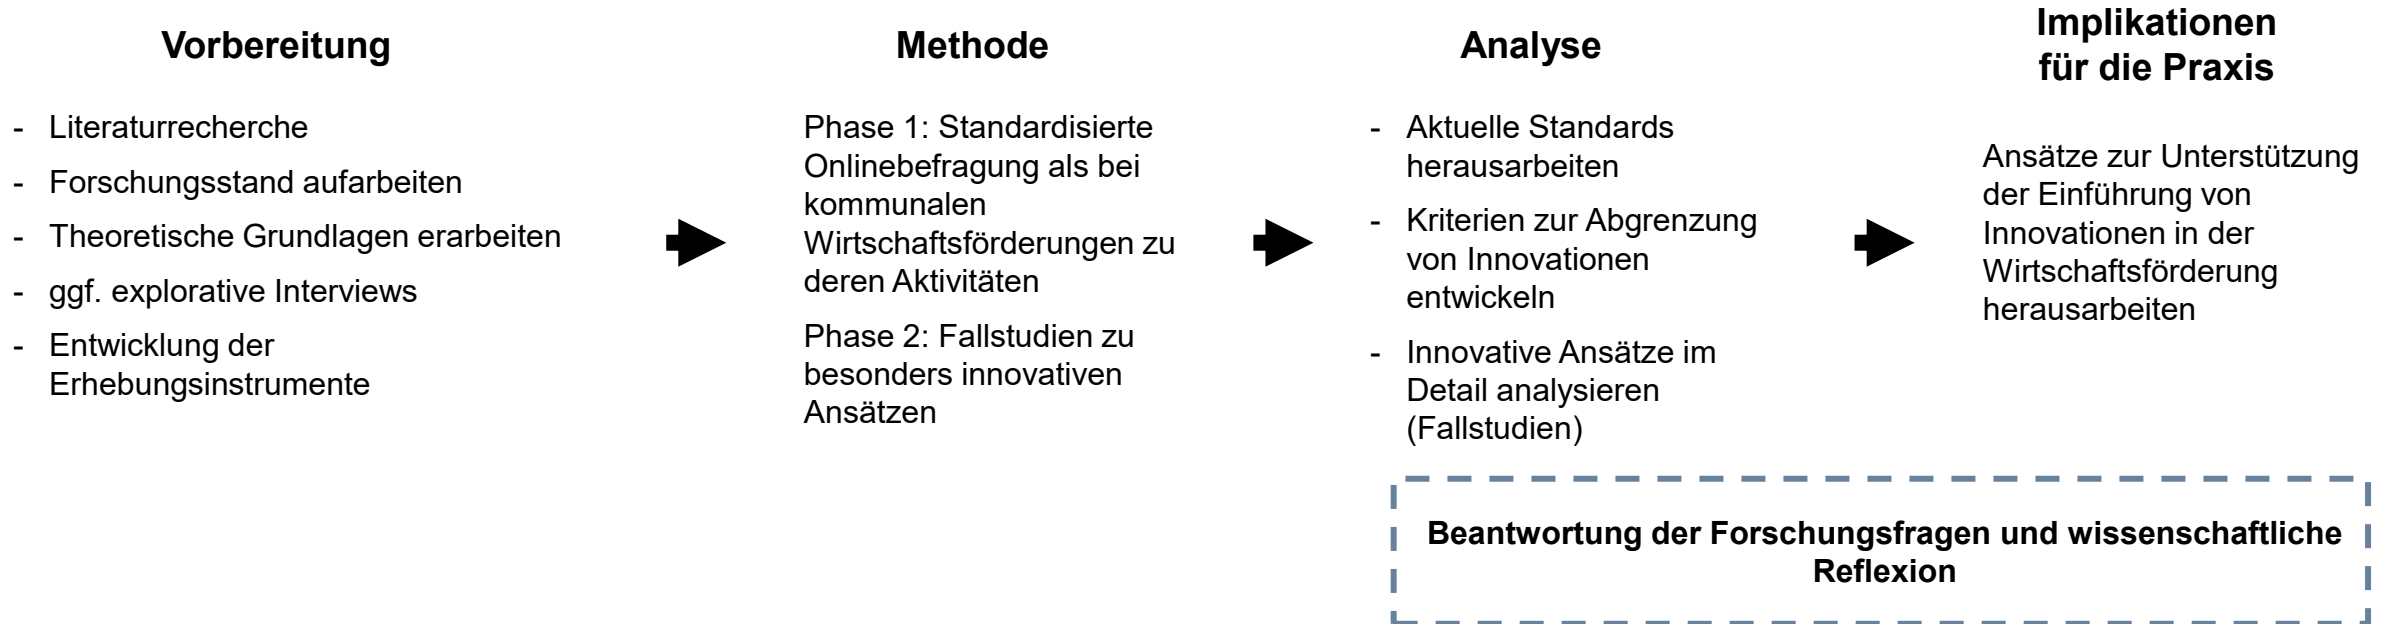 Vorbereitung
- Literaturrecherche
- Forschungsstand aufarbeiten
- Theoretische Grundlagen erarbeiten
- ggf. explorative Interviews
- Entwicklung der
Erhebungsinstrumente
Methode
Phase 1: Standardisierte
Onlinebefragung als bei
kommunalen
Wirtschaftsförderungen zu
deren Aktivitäten
Phase 2: Fallstudien zu
besonders innovativen
Ansätzen
Analyse
- Aktuelle Standards
herausarbeiten
- Kriterien zur Abgrenzung
von Innovationen
entwickeln
- Innovative Ansätze im
Detail analysieren
(Fallstudien)
Implikationen
für die Praxis
Ansätze zur Unterstützung
der Einführung von
Innovationen in der
Wirtschaftsförderung
herausarbeiten
Beantwortung der Forschungsfragen und wissenschaftliche
Reflexion